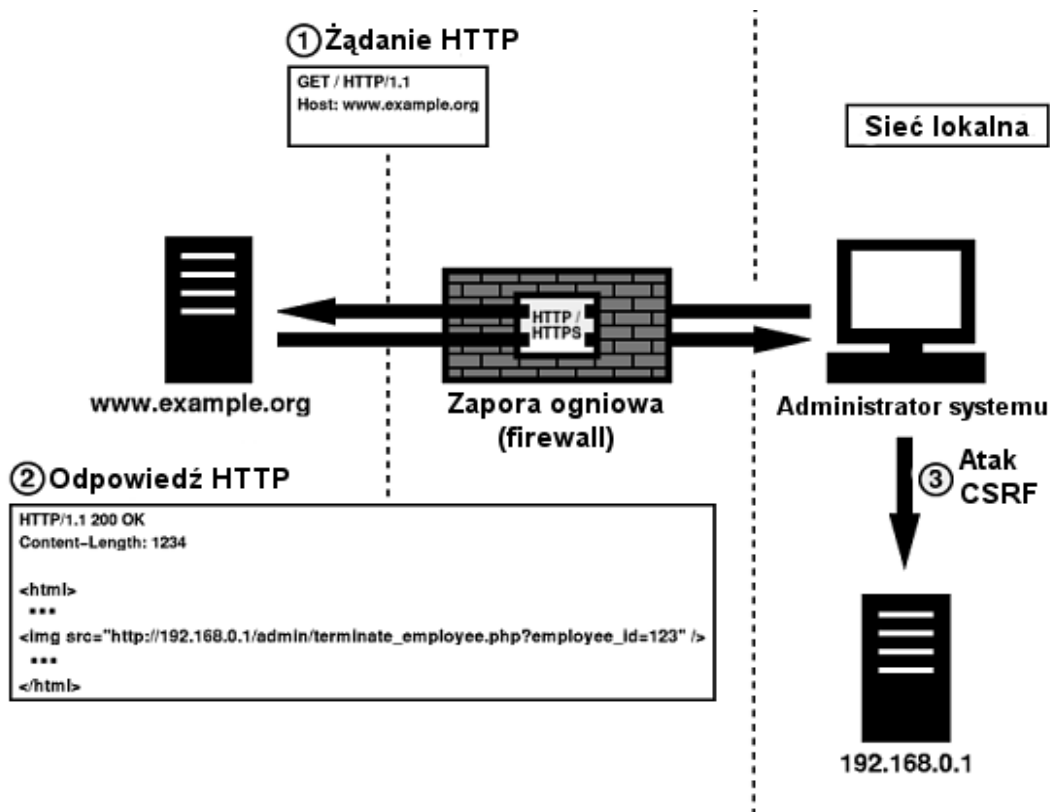 ①Żądanie HTTP
GET / HTTP/1.1
Host: www.example.org
Sieć lokalna
HTTP /
HTTPS
www.example.org
Zapora ogniowa
(firewall)
Administrator systemu
②Odpowiedź HTTP
③ Atak
CSRF
HTTP/1.1 200 OK
Content-Length: 1234
<html>
...
<img src="http://192.168.0.1/admin/terminate_employee.php?employee_id=123" />
...
</html>
192.168.0.1